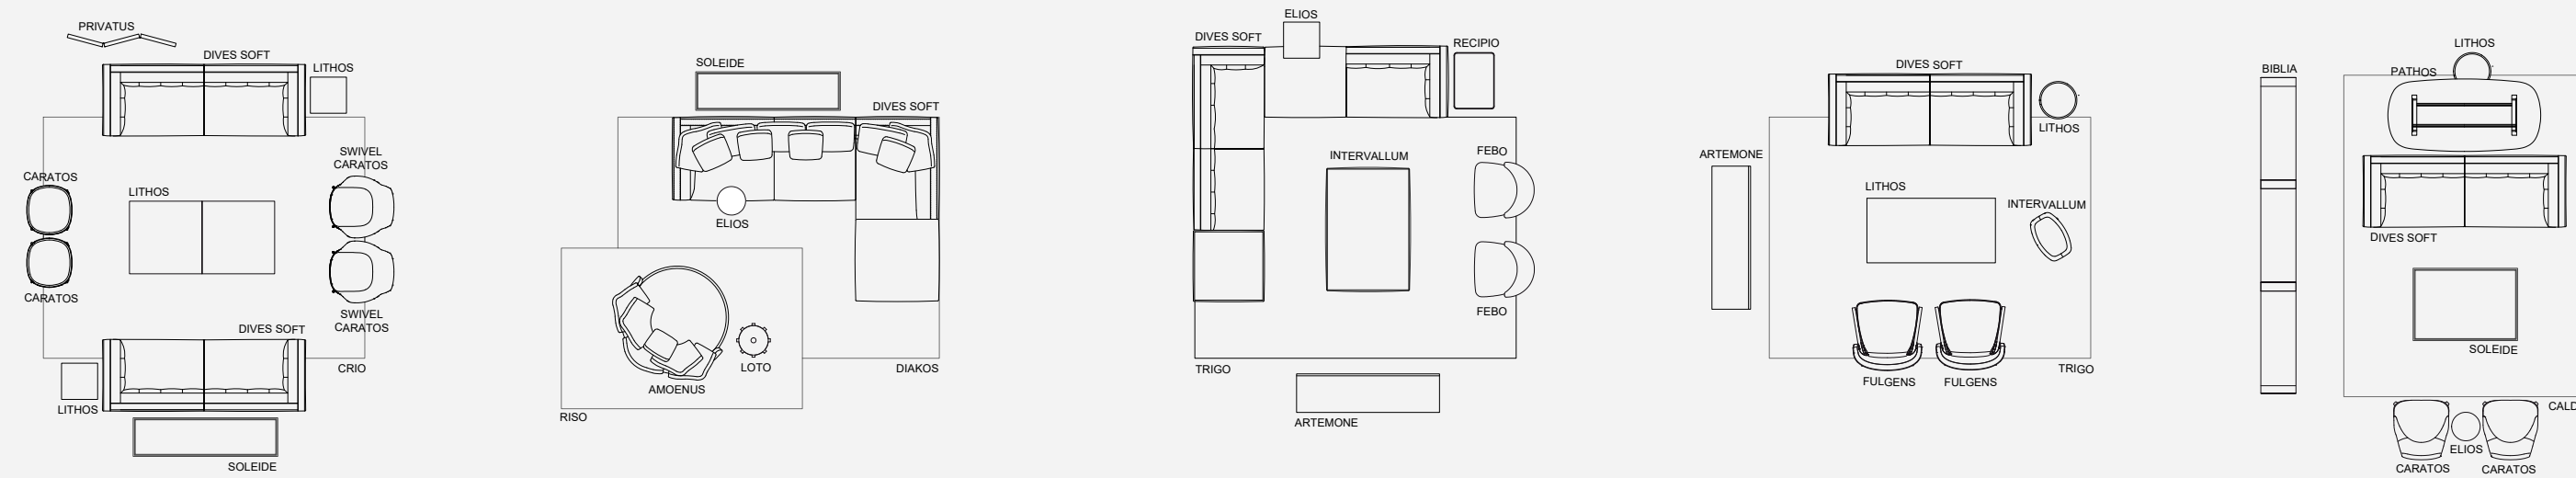 PRIVATUS
DIVES SOFT
LITHOS
SWIVEL
CARATOS
CARATOS
LITHOS
CARATOS
SWIVEL
CARATOS
DIVES SOFT
CRIO
LITHOS
SOLEIDE
SOLEIDE
DIVES SOFT
ELIOS
AMOENUS
LOTO
DIAKOS
RISO
ELIOS
DIVES SOFT
RECIPIO
INTERVALLUM
FEBO
FEBO
TRIGO
ARTEMONE
DIVES SOFT
LITHOS
ARTEMONE
LITHOS
INTERVALLUM
FULGENS
FULGENS
TRIGO
LITHOS
BIBLIA
PATHOS
DIVES SOFT
SOLEIDE
CALD
ELIOS
CARATOS
CARATOS